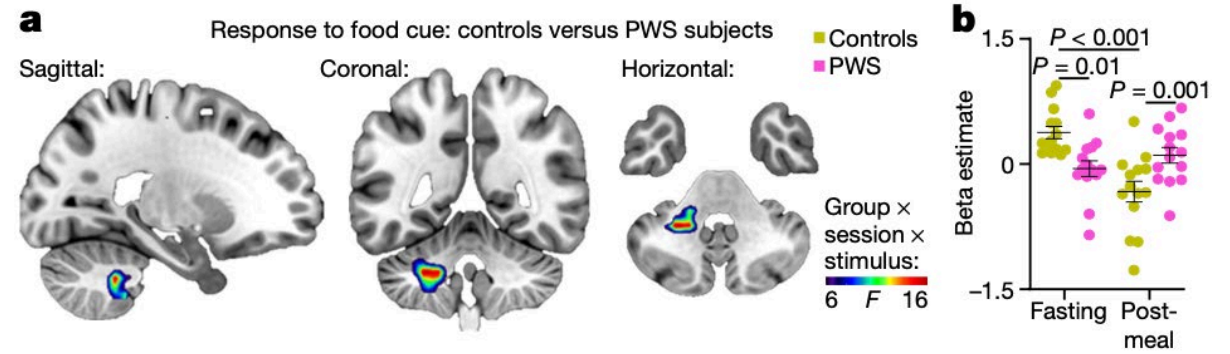 a
Response to food cue: controls versus PWS subjects
Controls
PWS
Sagittal:
Coronal:
Horizontal:
Group ×
session ×
stimulus:
6 F 16
b
Beta estimate
1.5
0
−1.5
P < 0.001
P = 0.01
P = 0.001
Fasting
Post-
meal